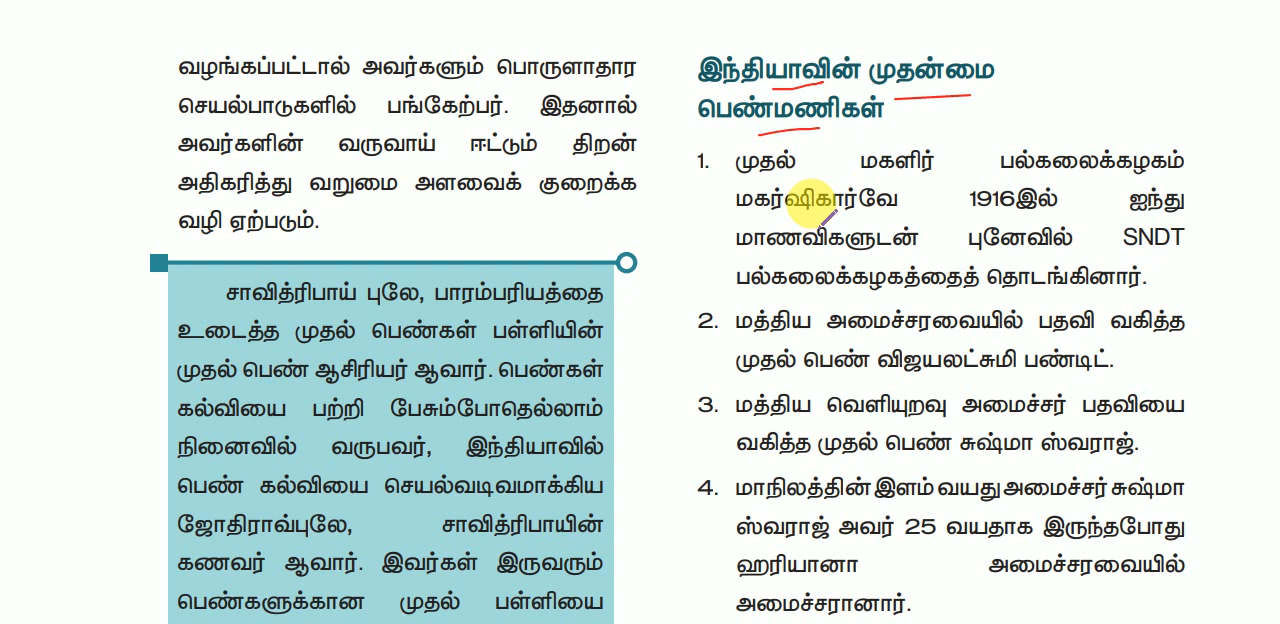 வழங்கப்பட்டால் அவர்களும் பொருளாதார
செயல்பாடுகளில் பங்கேற்பர். இதனால்
அவர்களின் வருவாய் ஈட்டும் திறன்
அதிகரித்து வறுமை அளவைக் குறைக்க
வழி ஏற்படும்.
சாவித்ரிபாய் புலே, பாரம்பரியத்தை
உடைத்த முதல் பெண்கள் பள்ளியின்
முதல் பெண் ஆசிரியர் ஆவார். பெண்கள்
கல்வியை பற்றி பேசும்போதெல்லாம்
நினைவில் வருபவர், இந்தியாவில்
பெண் கல்வியை செயல்வடிவமாக்கிய
ஜோதிராவ்புலே, சாவித்ரிபாயின்
கணவர் ஆவார். இவர்கள் இருவரும்
பெண்களுக்கான முதல் பள்ளியை
இந்தியாவின் முதன்மை
பெண்மணிகள்
1. முதல் மகளிர் பல்கலைக்கழகம்
மகர்ஷிகார்வே 1916இல் ஐந்து
மாணவிகளுடன் புனேவில் SNDT
பல்கலைக்கழகத்தைத் தொடங்கினார்.
2. மத்திய அமைச்சரவையில் பதவி வகித்த
முதல் பெண் விஜயலட்சுமி பண்டிட்.
3. மத்திய வெளியுறவு அமைச்சர் பதவியை
வகித்த முதல் பெண் சுஷ்மா ஸ்வராஜ்.
4. மாநிலத்தின் இளம் வயது அமைச்சர் சுஷ்மா
ஸ்வராஜ் அவர் 25 வயதாக இருந்தபோது
ஹரியானா அமைச்சரவையில்
அமைச்சரானார்.